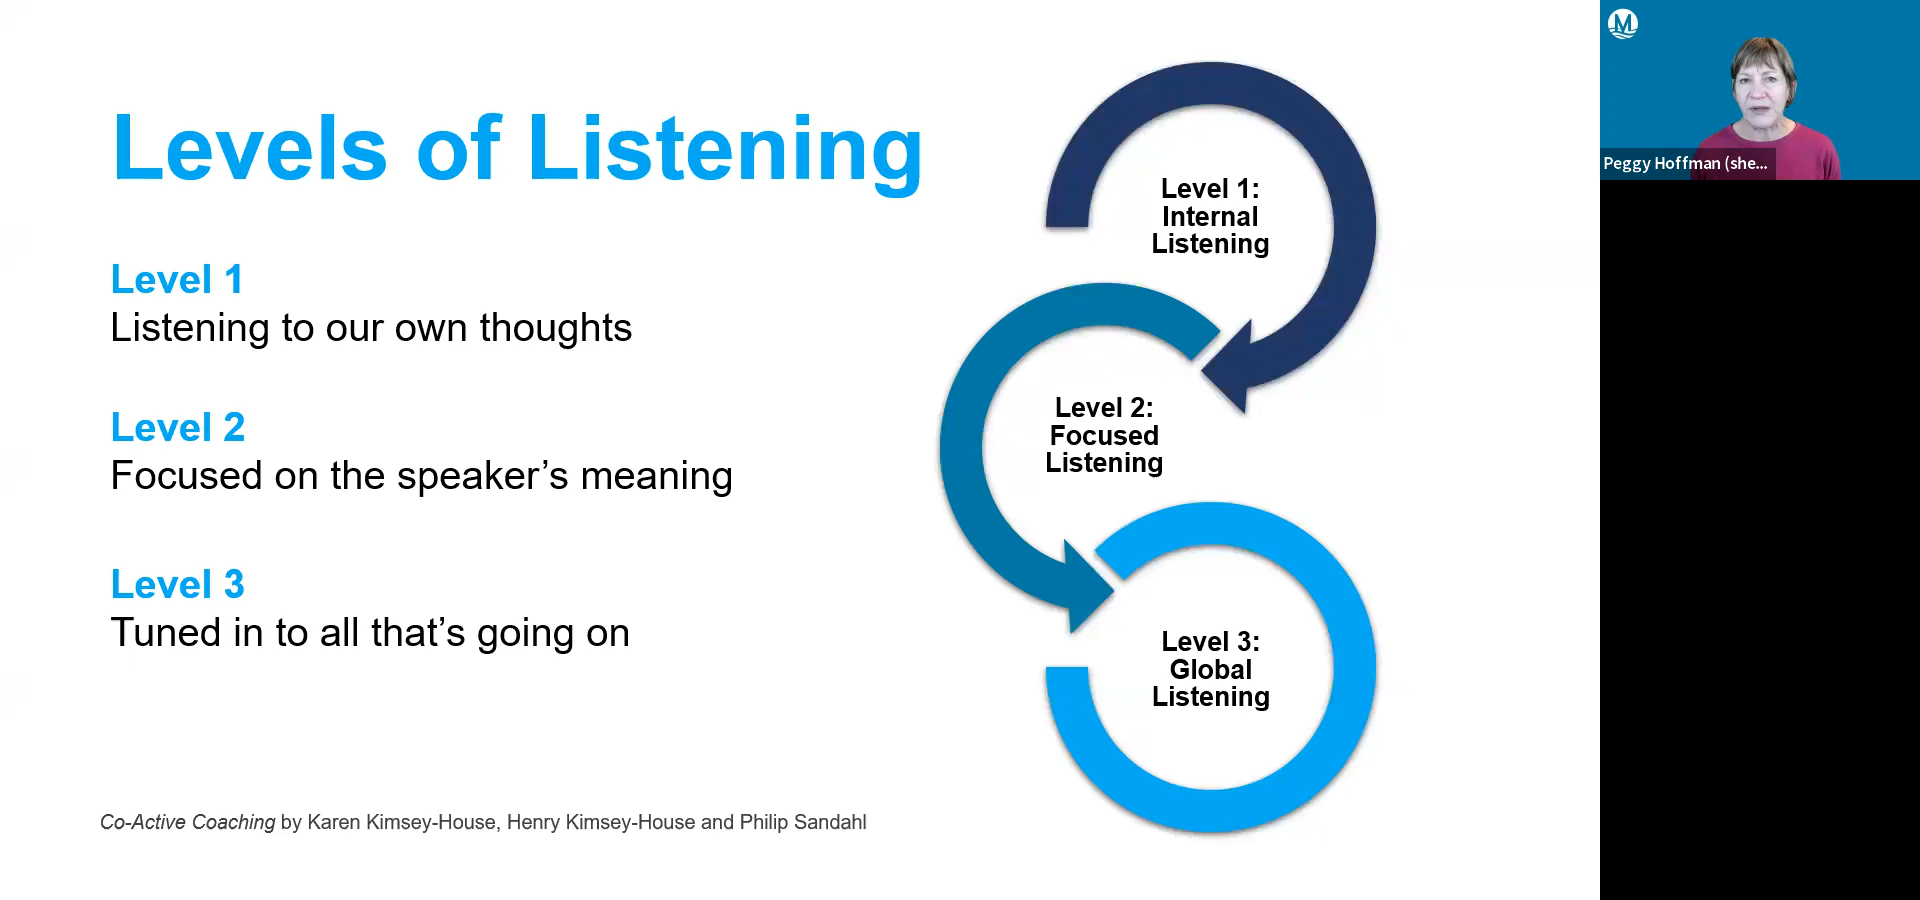 Levels of Listening
Level 1
Listening to our own thoughts
Level 2
Focused on the speaker’s meaning
Level 3
Tuned in to all that’s going on
Co-Active Coaching by Karen Kimsey-House, Henry Kimsey-House and Philip Sandahl
Level 1:
Internal
Listening
Level 2:
Focused
Listening
Level 3:
Global
Listening
M
Peggy Hoffman (she...